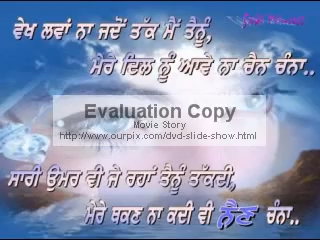 ਵੇਖ ਲਵਾਂ ਨਾ ਜਦੋਂ ਤੱਕ ਮੈਂ ਤੈਨੂੰ,
ਮੇਰੇ ਦਿਲ ਨੂੰ ਆਵੇ ਨਾ ਚੈਨ ਚੰਨਾ..
Evaluation Copy
Movie Story
http://www.ourpix.com/dvd-slide-show.html
ਸਾਰੀ ਉਮਰ ਵੀ ਜੇ ਰਹਾਂ ਤੈਨੂੰ ਤੱਕਦੀ,
ਮੇਰੇ ਥਕਣ ਨਾ ਕਦੀ ਵੀ ਨੈਣ ਚੰਨਾ..